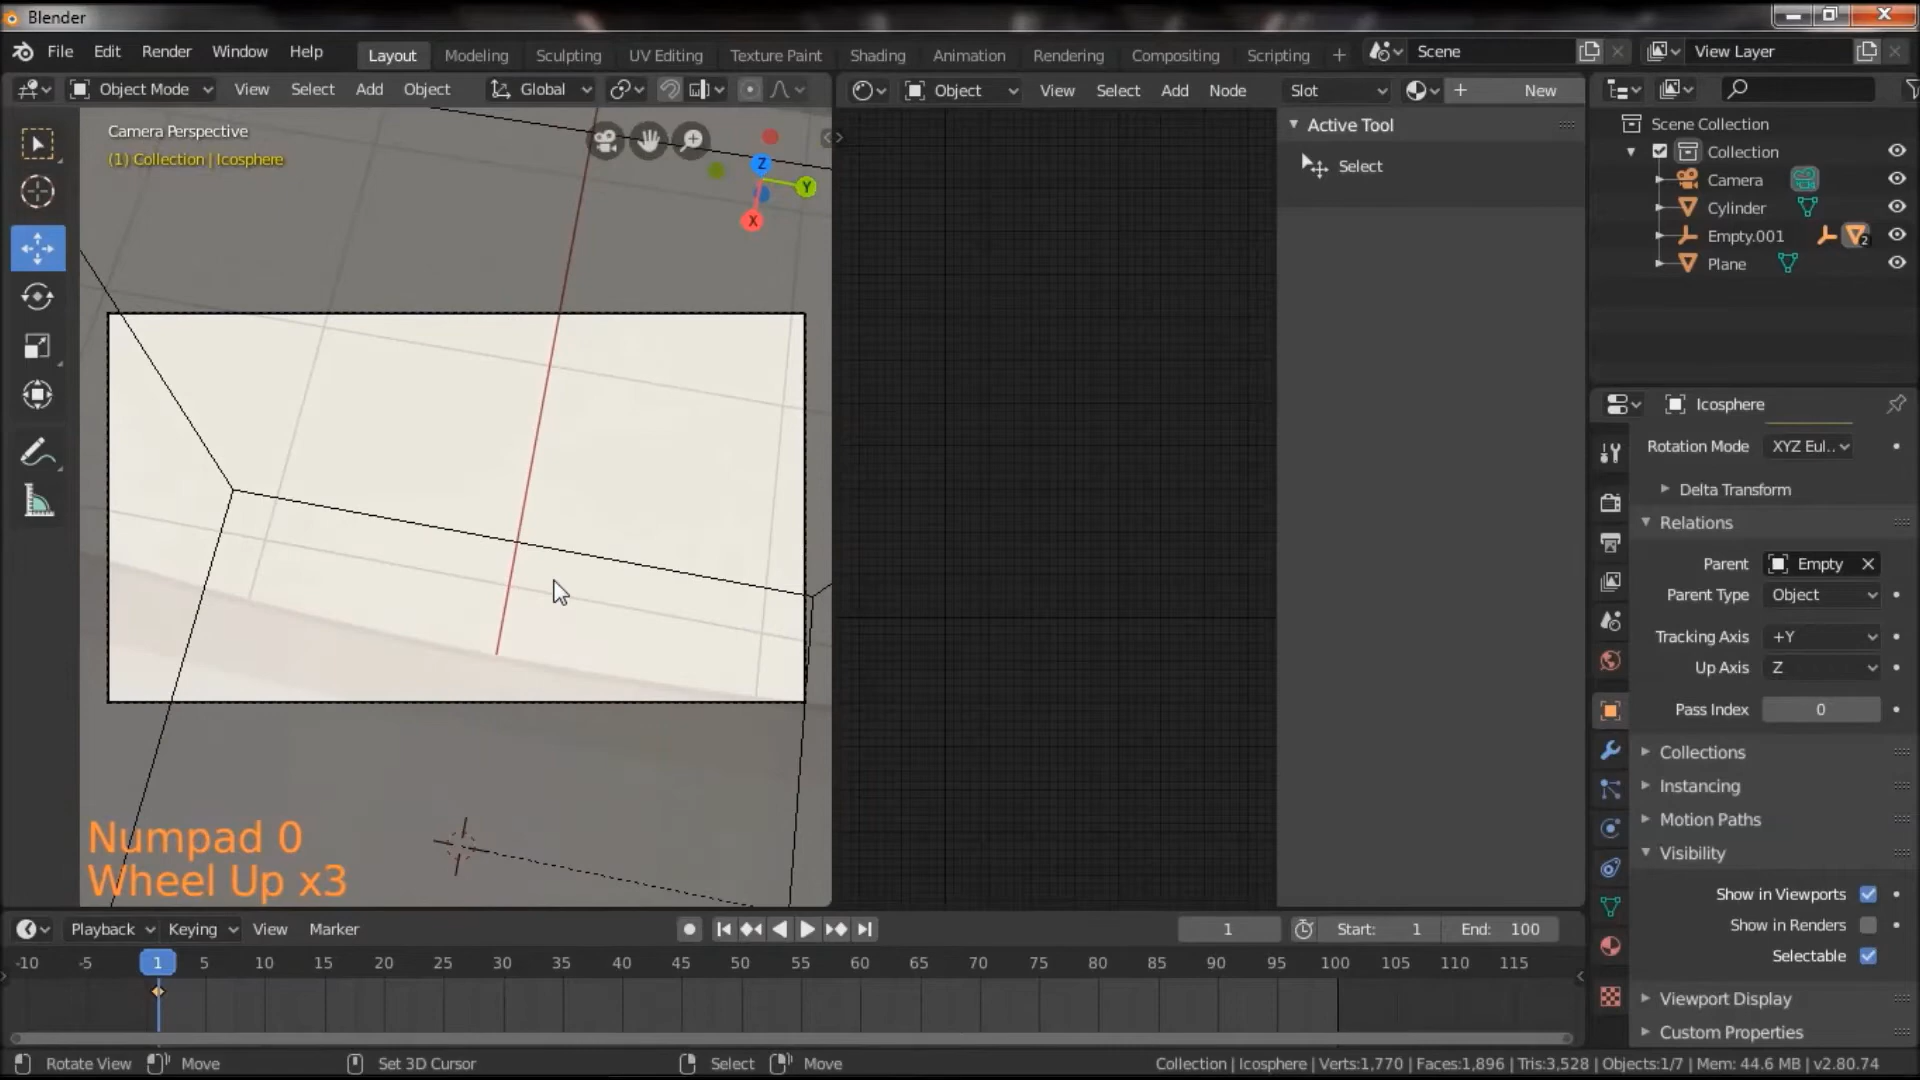 Blender
File Edit Render Window Help Layout Modeling Sculpting UV Editing Texture Paint Shading Animation Rendering Compositing Scripting + Scene View Layer
Object Mode View Select Add Object Global Object View Select Add Node Slot New
Camera Perspective
(1) Collection | Icosphere
Z
Y
X
Active Tool
Select
Scene Collection
Collection
Camera
Cylinder
Empty.001 2
Plane
Icosphere
Rotation Mode XYZ Eul..
Delta Transform
Relations
Parent Empty
Parent Type Object
Tracking Axis +Y
Up Axis Z
Pass Index 0
Collections
Instancing
Motion Paths
Visibility
Show in Viewports
Show in Renders
Selectable
Viewport Display
Custom Properties
Numpad 0
Wheel Up x3
Playback Keying View Marker 1 Start: 1 End: 100
-10 -5 1 5 10 15 20 25 30 35 40 45 50 55 60 65 70 75 80 85 90 95 100 105 110 115
Rotate View Move Set 3D Cursor Select Move Collection | Icosphere | Verts:1,770 | Faces:1,896 | Tris:3,528 | Objects:1/7 | Mem: 44.6 MB | v2.80.74